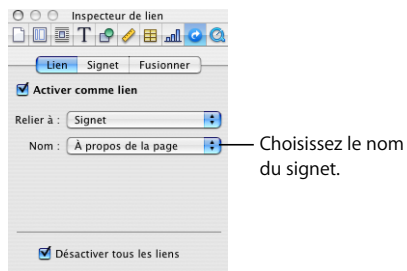 Inspecteur de lien
T
Lien Signet Fusionner
Activer comme lien
Relier à : Signet
Nom : À propos de la page
Choisissez le nom
du signet.
Désactiver tous les liens